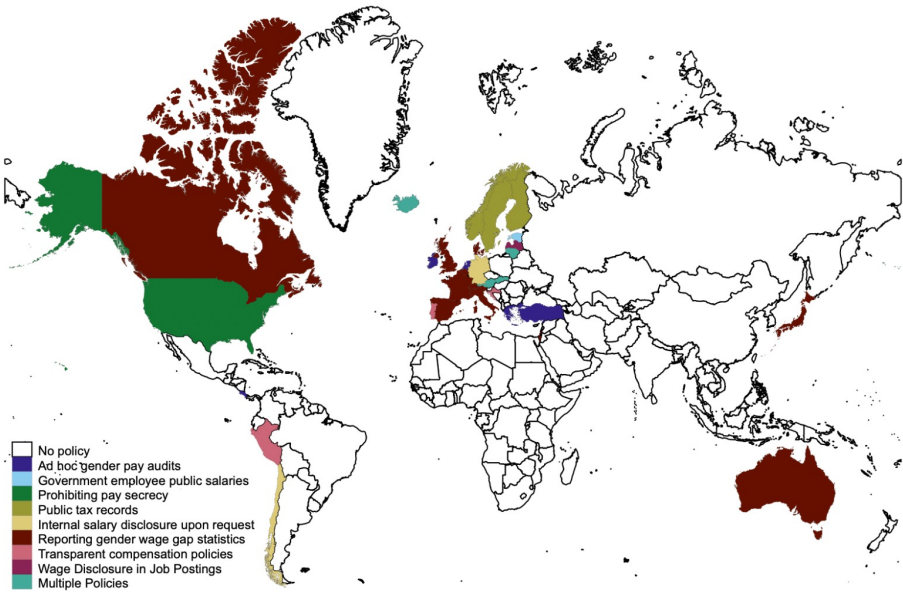 No policy
Ad hoc gender pay audits
Government employee public salaries
Prohibiting pay secrecy
Public tax records
Internal salary disclosure upon request
Reporting gender wage gap statistics
Transparent compensation policies
Wage Disclosure in Job Postings
Multiple Policies